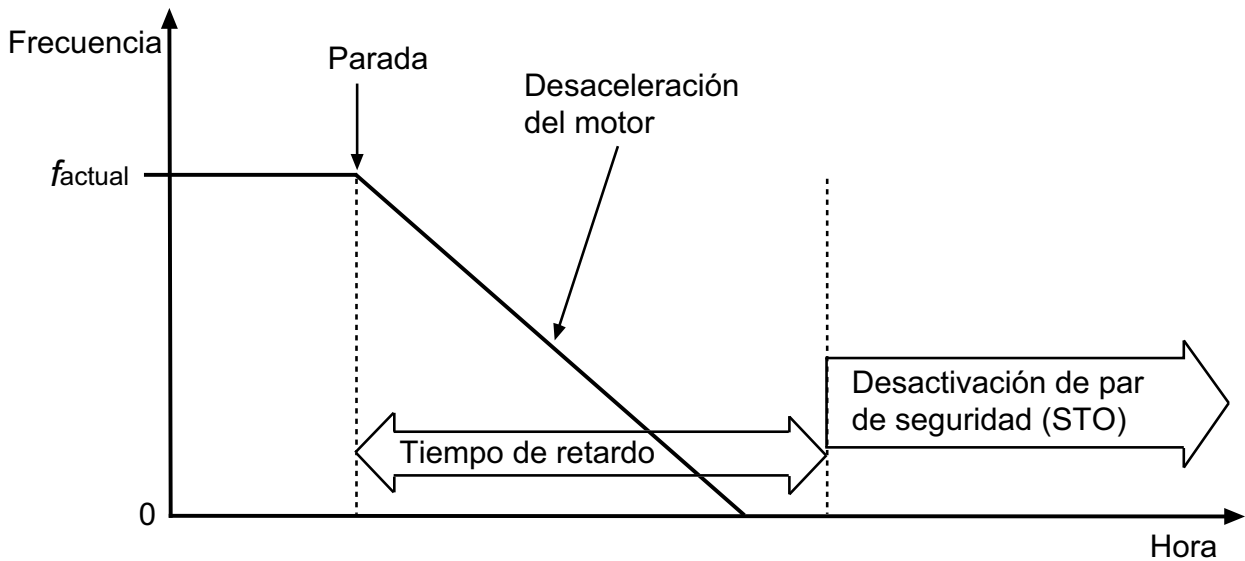 Frecuencia
Parada
Desaceleración
del motor
factual
Desactivación de par
de seguridad (STO)
Tiempo de retardo
0
Hora